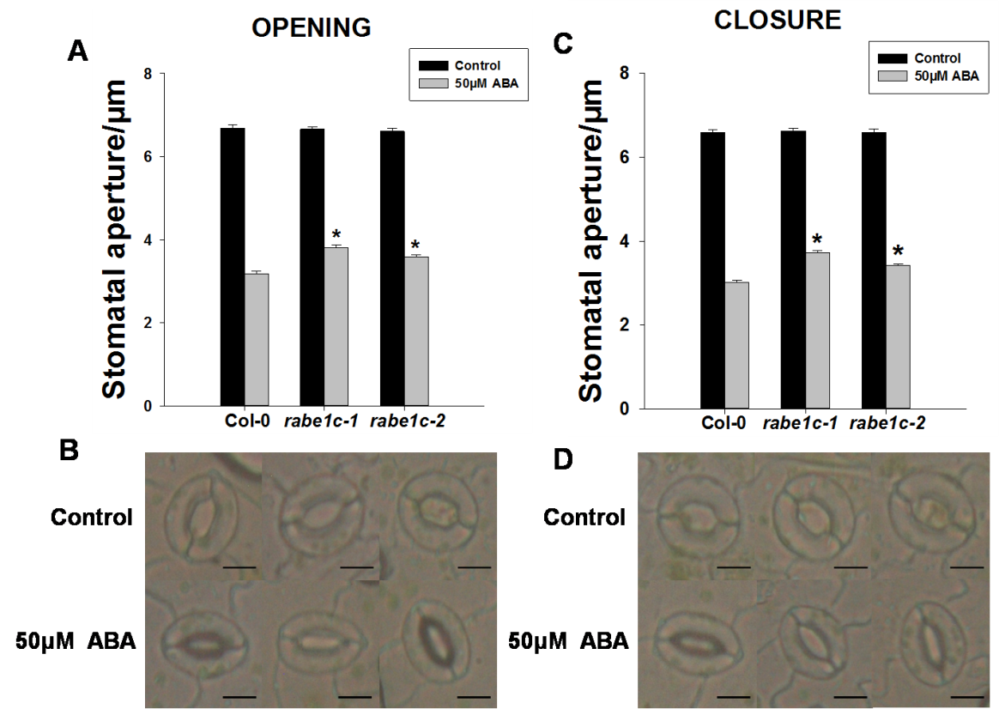 OPENING
A
Control
50µM ABA
Stomatal aperture/µm
8
6
4
2
0
*
*
Col-0 rabe1c-1 rabe1c-2
CLOSURE
C
Control
50µM ABA
Stomatal aperture/µm
8
6
4
2
0
*
*
Col-0 rabe1c-1 rabe1c-2
B
Control
50µM ABA
D
Control
50µM ABA